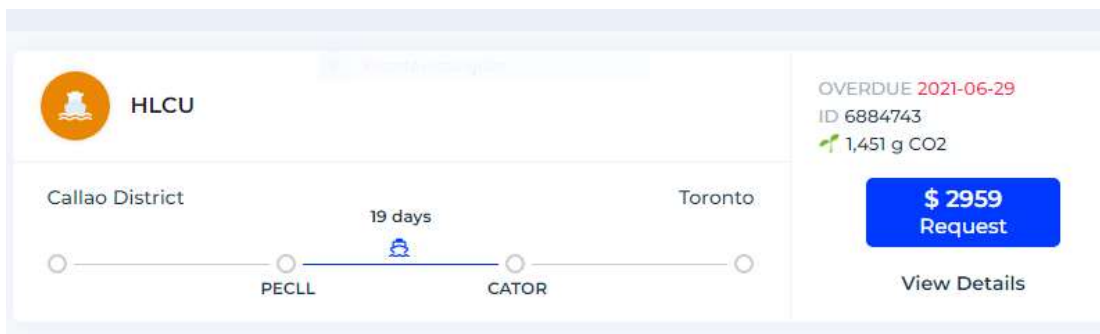 HLCU
OVERDUE 2021-06-29
ID 6884743
1,451 g CO2
Callao District
Toronto
19 days
PECLL
CATOR
$ 2959
Request
View Details